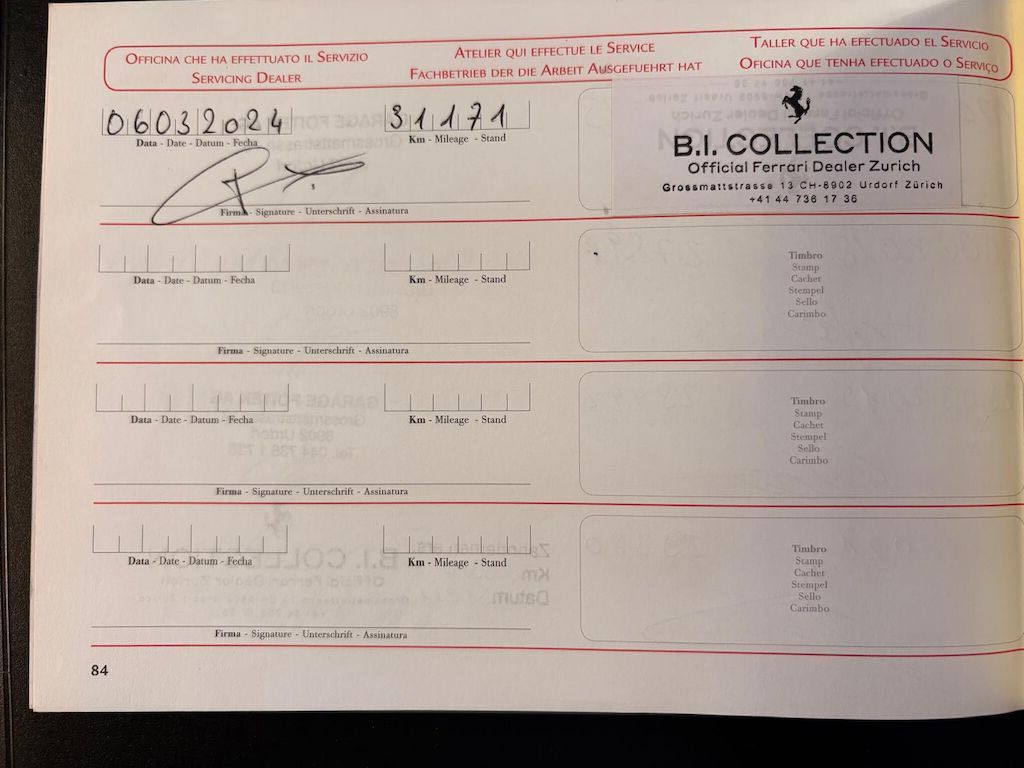 OFFICINA CHE HA EFFETTUATO IL SERVIZIO
SERVICING DEALER
ATELIER QUI EFFECTUE LE SERVICE
FACHBETRIEB DER DIE ARBEIT AUSGEFUEHRT HAT
TALLER QUE HA EFECTUADO EL SERVICIO
OFICINA QUE TENHA EFECTUADO O SERVIÇO
06032024
31171
Data - Date - Datum - Fecha
Km - Mileage - Stand
Firma - Signature - Unterschrift - Assinatura
B.I. COLLECTION
Official Ferrari Dealer Zurich
Grossmattstrasse 13 CH-8902 Urdorf Zürich
+41 44 736 17 36
Data - Date - Datum - Fecha
Km - Mileage - Stand
Firma - Signature - Unterschrift - Assinatura
Timbro
Stamp
Cachet
Stempel
Sello
Carimbo
Data - Date - Datum - Fecha
Km - Mileage - Stand
Firma - Signature - Unterschrift - Assinatura
Timbro
Stamp
Cachet
Stempel
Sello
Carimbo
Data - Date - Datum - Fecha
Km - Mileage - Stand
Firma - Signature - Unterschrift - Assinatura
Timbro
Stamp
Cachet
Stempel
Sello
Carimbo
84